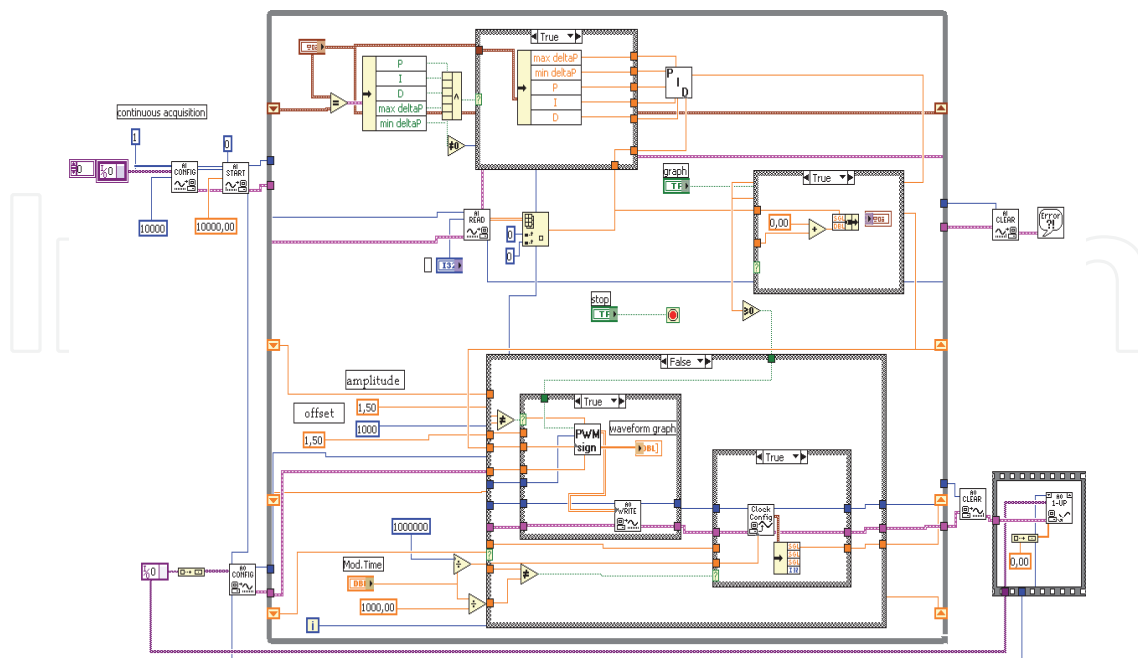 True
P
I
D
max deltaP
min deltaP
=
^
≠0
max deltaP
min deltaP
P
I
D
P
I
D
continuous acquisition
1
0
0
I/O
AI
CONFIG
AI
START
10000
10000,00
graph
TF
True
0,00
+
AI
READ
0
0
I32
AI
CLEAR
Error
?!
stop
TF
≥0
False
amplitude
1,50
offset
1000
1,50
≠
True
PWM
sign
waveform graph
DBL]
True
AO
WRITE
Clock
Config
AO
CLEAR
AO
1-UP
0,00
1000000
÷
Mod.Time
DBL
≠
1000,00
÷
I/O
AO
CONFIG
i